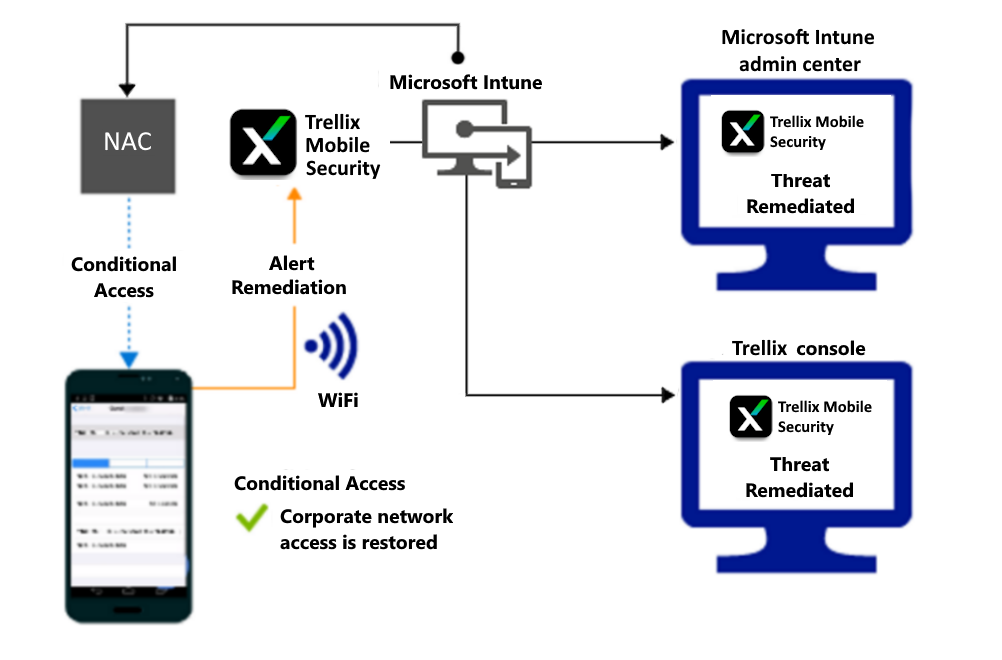 Microsoft Intune
admin center
Microsoft Intune
NAC
Trellix
Mobile
Security
Trellix Mobile
Security
Threat
Remediated
Conditional
Access
Alert
Remediation
WiFi
Trellix console
Trellix Mobile
Security
Threat
Remediated
Conditional Access
Corporate network
access is restored